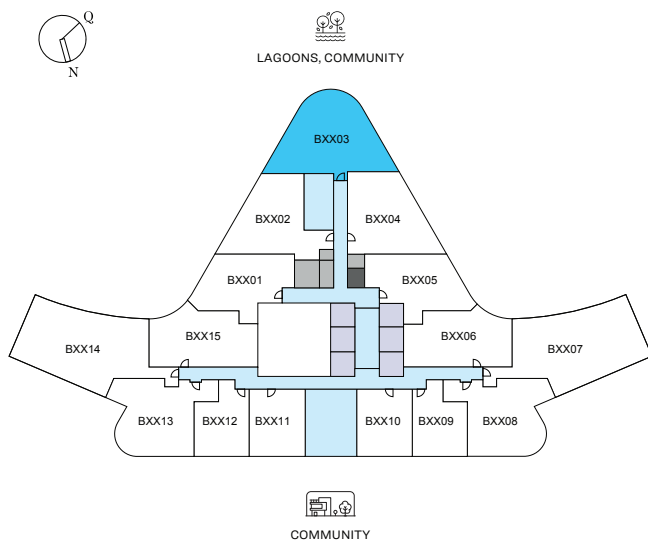 Q
N
LAGOONS, COMMUNITY
BXX03
BXX02
BXX04
BXX01
BXX05
BXX15
BXX06
BXX14
BXX07
BXX13
BXX12
BXX11
BXX10
BXX09
BXX08
COMMUNITY